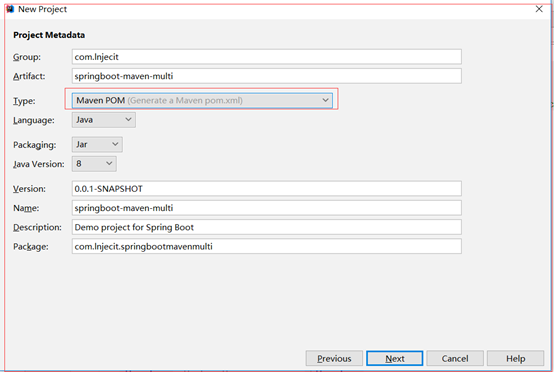 New Project
Project Metadata
Group: com.lnjecit
Artifact: springboot-maven-multi
Type: Maven POM (Generate a Maven pom.xml)
Language: Java
Packaging: Jar
Java Version: 8
Version: 0.0.1-SNAPSHOT
Name: springboot-maven-multi
Description: Demo project for Spring Boot
Package: com.lnjecit.springbootmavenmulti
Previous Next Cancel Help